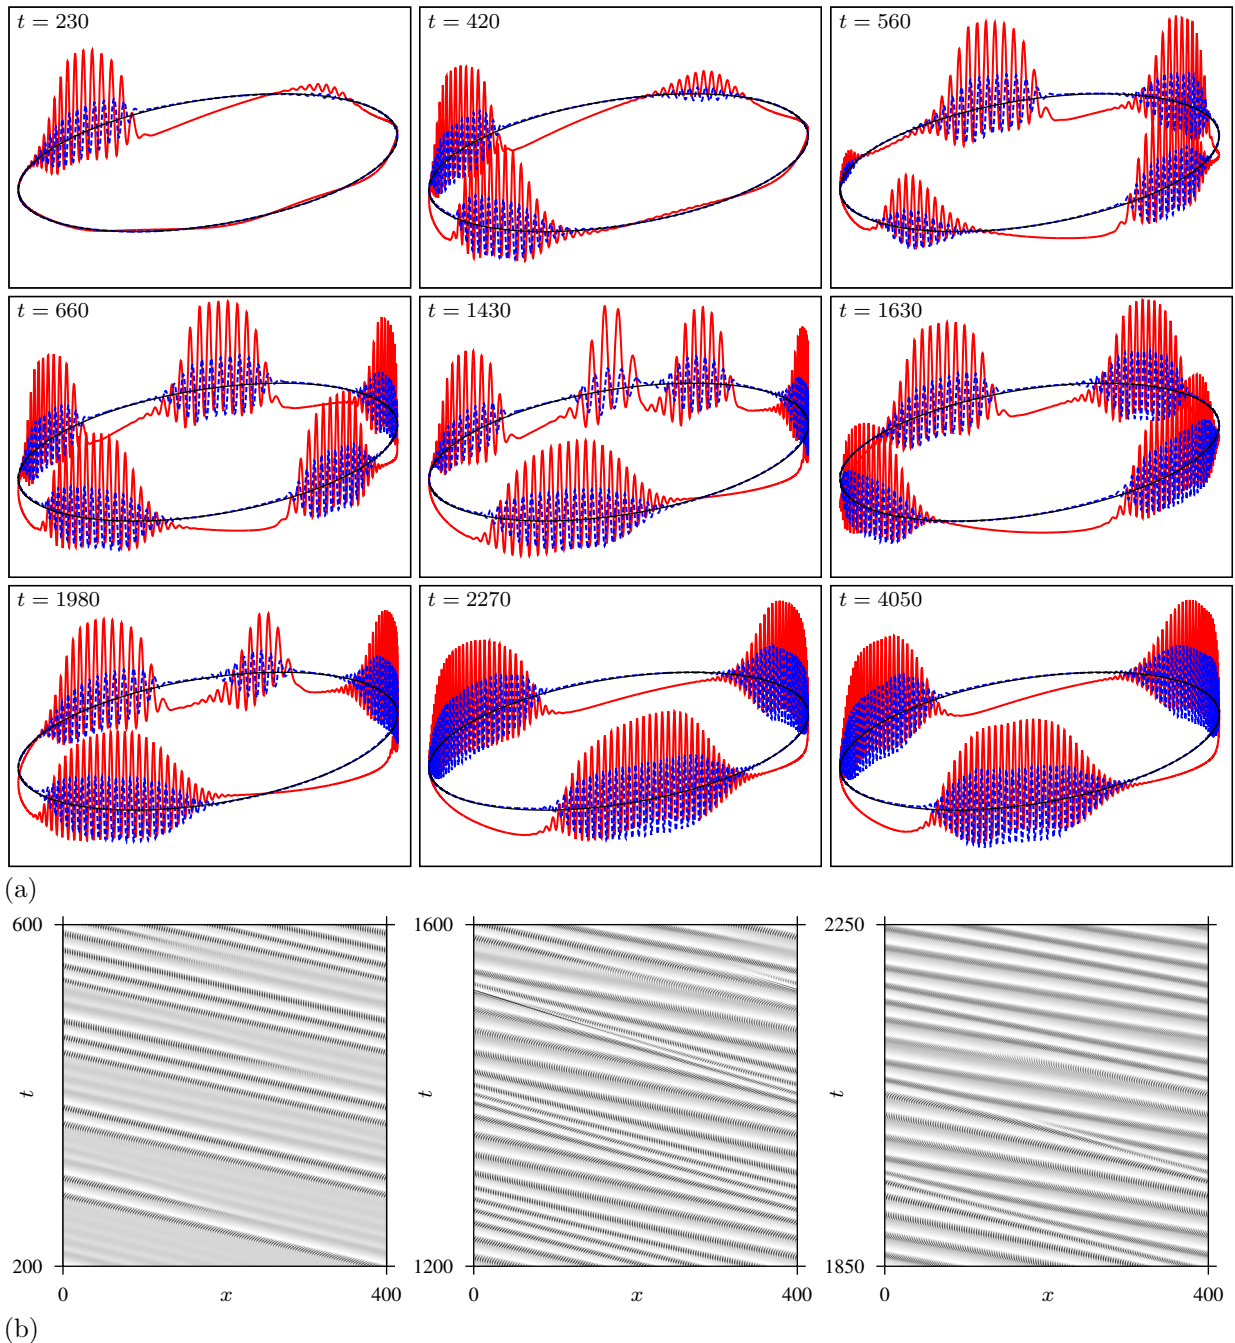 t = 230
t = 420
t = 560
t = 660
t = 1430
t = 1630
t = 1980
t = 2270
t = 4050
(a)
600
1600
2250
t
t
t
200
1200
1850
0
x
400
0
x
400
0
x
400
(b)